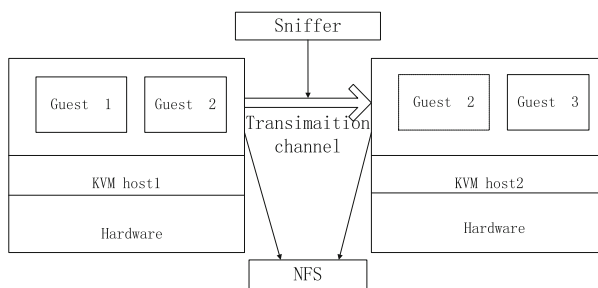 Sniffer
Guest 1
Guest 2
Guest 2
Guest 3
Transimaition
channel
KVM host1
KVM host2
Hardware
Hardware
NFS